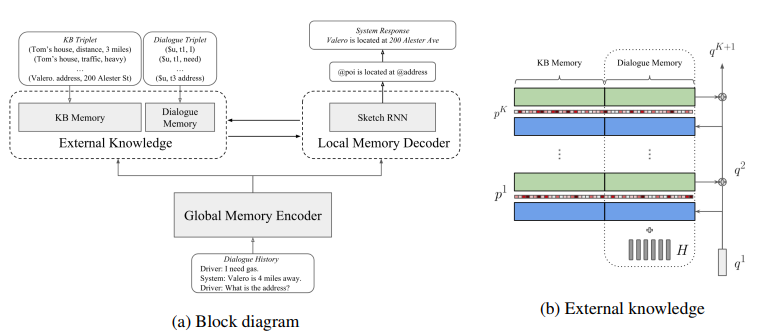 KB Triplet
(Tom's house, distance, 3 miles)
(Tom's house, traffic, heavy)
...
(Valero. address, 200 Alester St)
Dialogue Triplet
($u, t1, I)
($u, t1, need)
...
($u, t3 address)
System Response
Valero is located at 200 Alester Ave
@poi is located at @address
KB Memory
Dialogue
Memory
External Knowledge
Sketch RNN
Local Memory Decoder
Global Memory Encoder
Dialogue History
Driver: I need gas.
System: Valero is 4 miles away.
Driver: What is the address?
(a) Block diagram
KB Memory
Dialogue Memory
q^{K+1}
p^K
q^2
p^1
H
q^1
(b) External knowledge